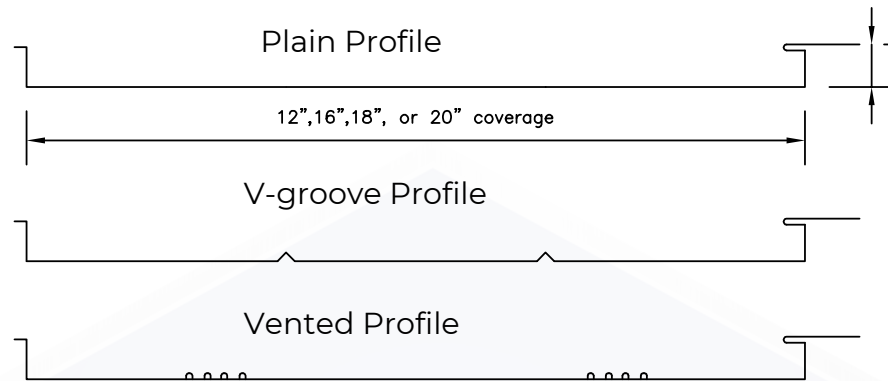 Plain Profile
12”,16”,18”, or 20” coverage
V-groove Profile
Vented Profile